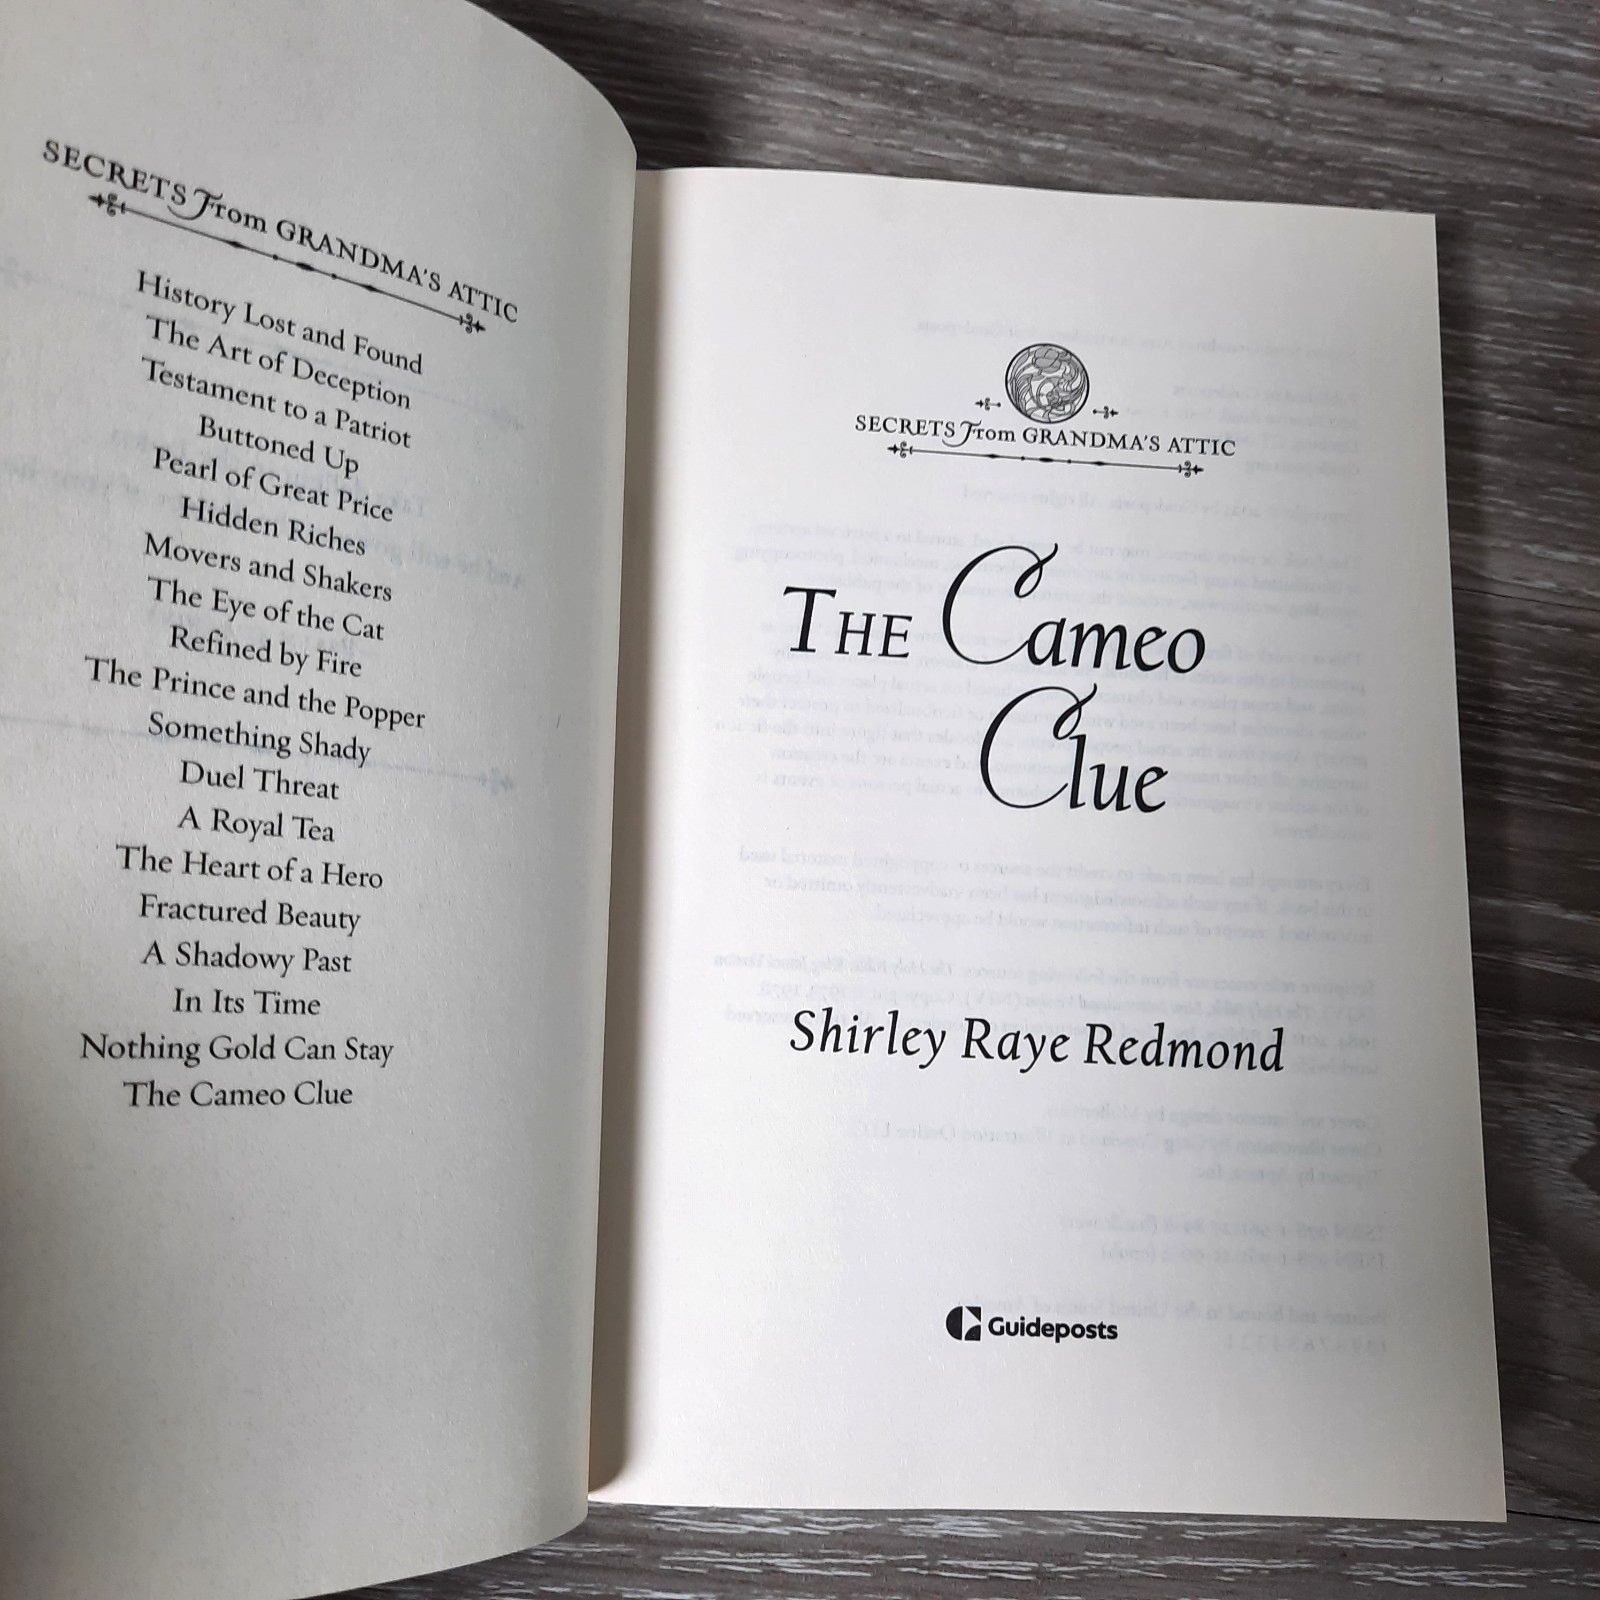 SECRETS From GRANDMA'S ATTIC
History Lost and Found
The Art of Deception
Testament to a Patriot
Buttoned Up
Pearl of Great Price
Hidden Riches
Movers and Shakers
The Eye of the Cat
Refined by Fire
The Prince and the Popper
Something Shady
Duel Threat
A Royal Tea
The Heart of a Hero
Fractured Beauty
A Shadowy Past
In Its Time
Nothing Gold Can Stay
The Cameo Clue
SECRETS From GRANDMA'S ATTIC
THE Cameo
Clue
Shirley Raye Redmond
Guideposts